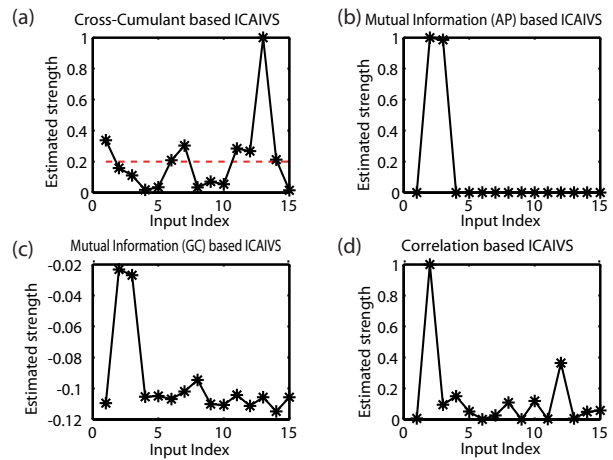 (a)
Cross-Cumulant based ICAIVS
Estimated strength
1
0.8
0.6
0.4
0.2
0
0 5 10 15
Input Index
(b)
Mutual Information (AP) based ICAIVS
Estimated strength
1
0.8
0.6
0.4
0.2
0
0 5 10 15
Input Index
(c)
Mutual Information (GC) based ICAIVS
Estimated strength
-0.02
-0.04
-0.06
-0.08
-0.1
-0.12
0 5 10 15
Input Index
(d)
Correlation based ICAIVS
Estimated strength
1
0.8
0.6
0.4
0.2
0
0 5 10 15
Input Index